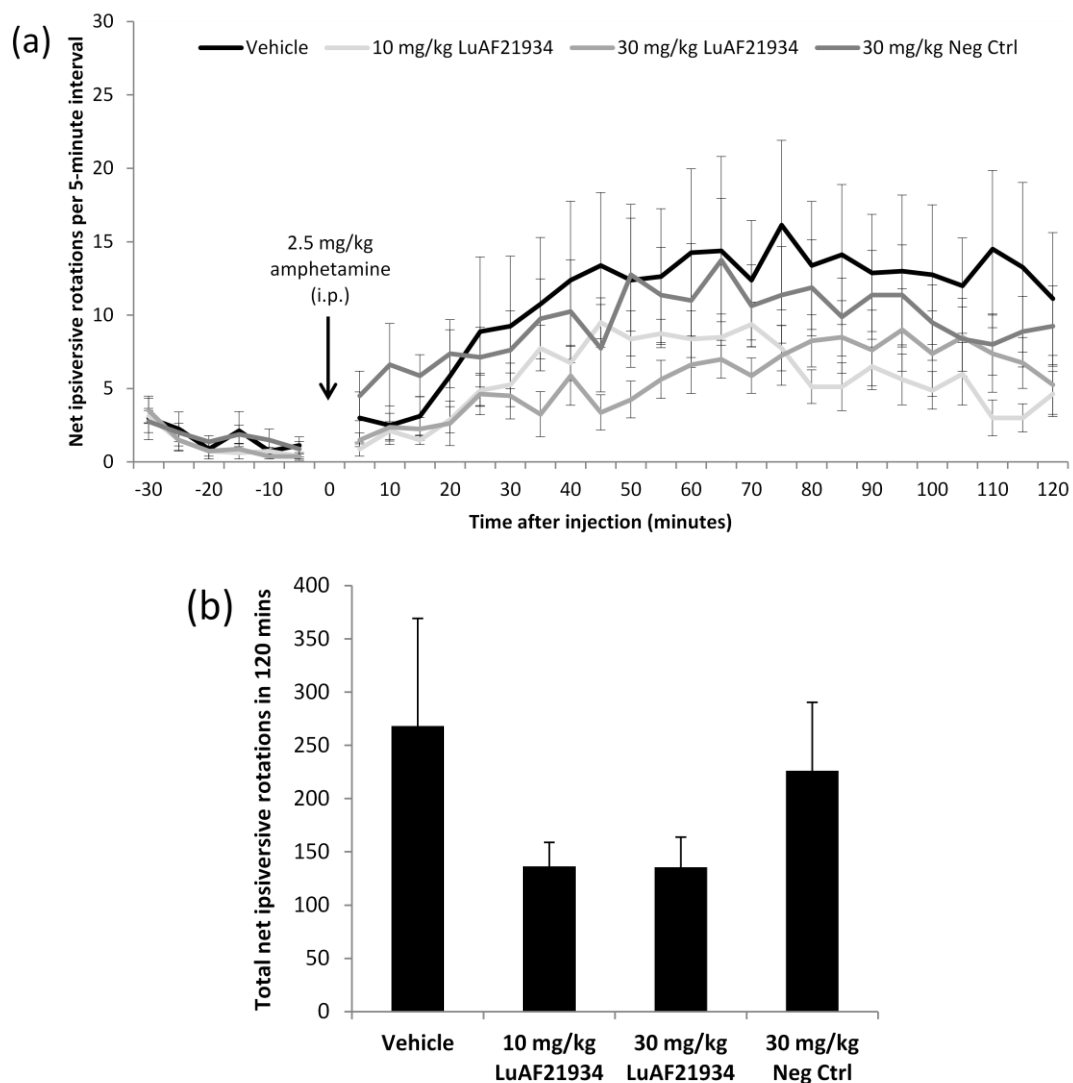 (a)
Net ipsiversive rotations per 5-minute interval
30
25
20
15
10
5
0
Vehicle 10 mg/kg LuAF21934 30 mg/kg LuAF21934 30 mg/kg Neg Ctrl
2.5 mg/kg
amphetamine
(i.p.)
-30 -20 -10 0 10 20 30 40 50 60 70 80 90 100 110 120
Time after injection (minutes)
(b)
Total net ipsiversive rotations in 120 mins
400
350
300
250
200
150
100
50
0
Vehicle 10 mg/kg 30 mg/kg 30 mg/kg
LuAF21934 LuAF21934 Neg Ctrl